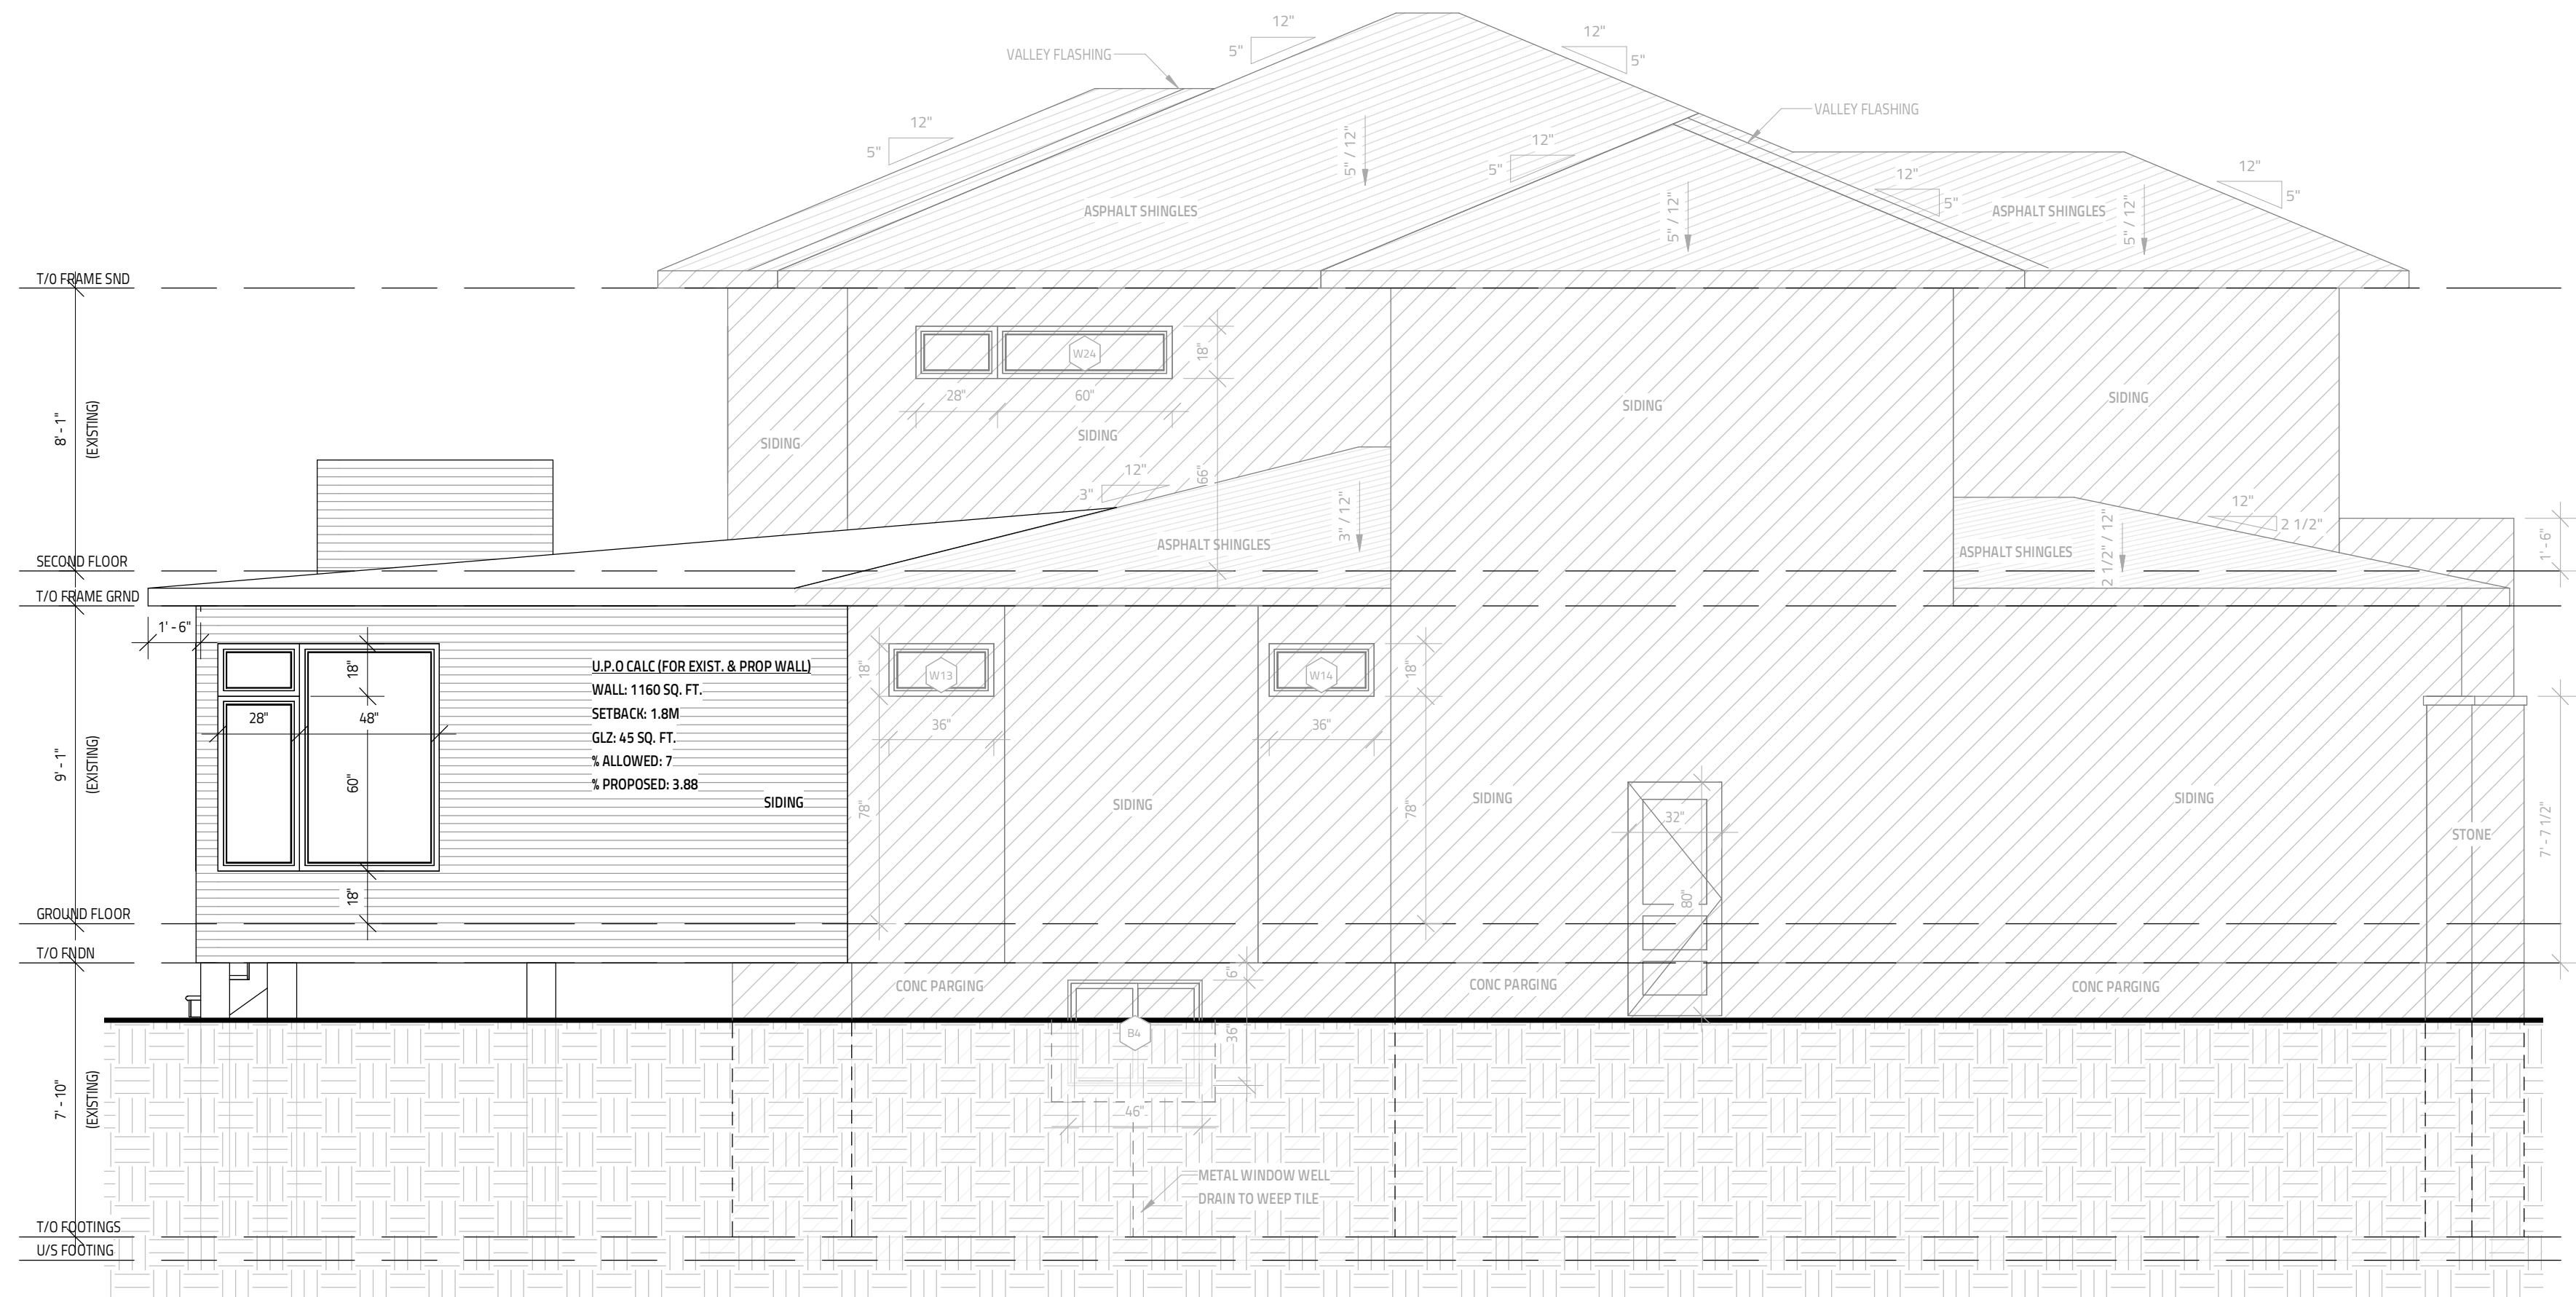 12"
5"
12"
5"
VALLEY FLASHING
VALLEY FLASHING
12"
5"
5" / 12"
12"
5"
12"
5"
12"
5"
5" / 12"
5" / 12"
ASPHALT SHINGLES
ASPHALT SHINGLES
T/O FRAME SND
W24
18"
28"
60"
8' - 1"
(EXISTING)
SIDING
SIDING
SIDING
SIDING
12"
3"
66"
3" / 12"
12"
2 1/2"
2 1/2" / 12"
1' - 6"
ASPHALT SHINGLES
ASPHALT SHINGLES
SECOND FLOOR
T/O FRAME GRND
1' - 6"
18"
28"
48"
60"
18"
U.P.O CALC (FOR EXIST. & PROP WALL)
WALL: 1160 SQ. FT.
SETBACK: 1.8M
GLZ: 45 SQ. FT.
% ALLOWED: 7
% PROPOSED: 3.88
SIDING
18"
W13
36"
78"
W14
18"
36"
78"
9' - 1"
(EXISTING)
SIDING
SIDING
32"
80"
SIDING
STONE
7' - 7 1/2"
GROUND FLOOR
T/O FNDN
CONC PARGING
6"
CONC PARGING
CONC PARGING
B4
36"
46"
7' - 10"
(EXISTING)
METAL WINDOW WELL
DRAIN TO WEEP TILE
T/O FOOTINGS
U/S FOOTING